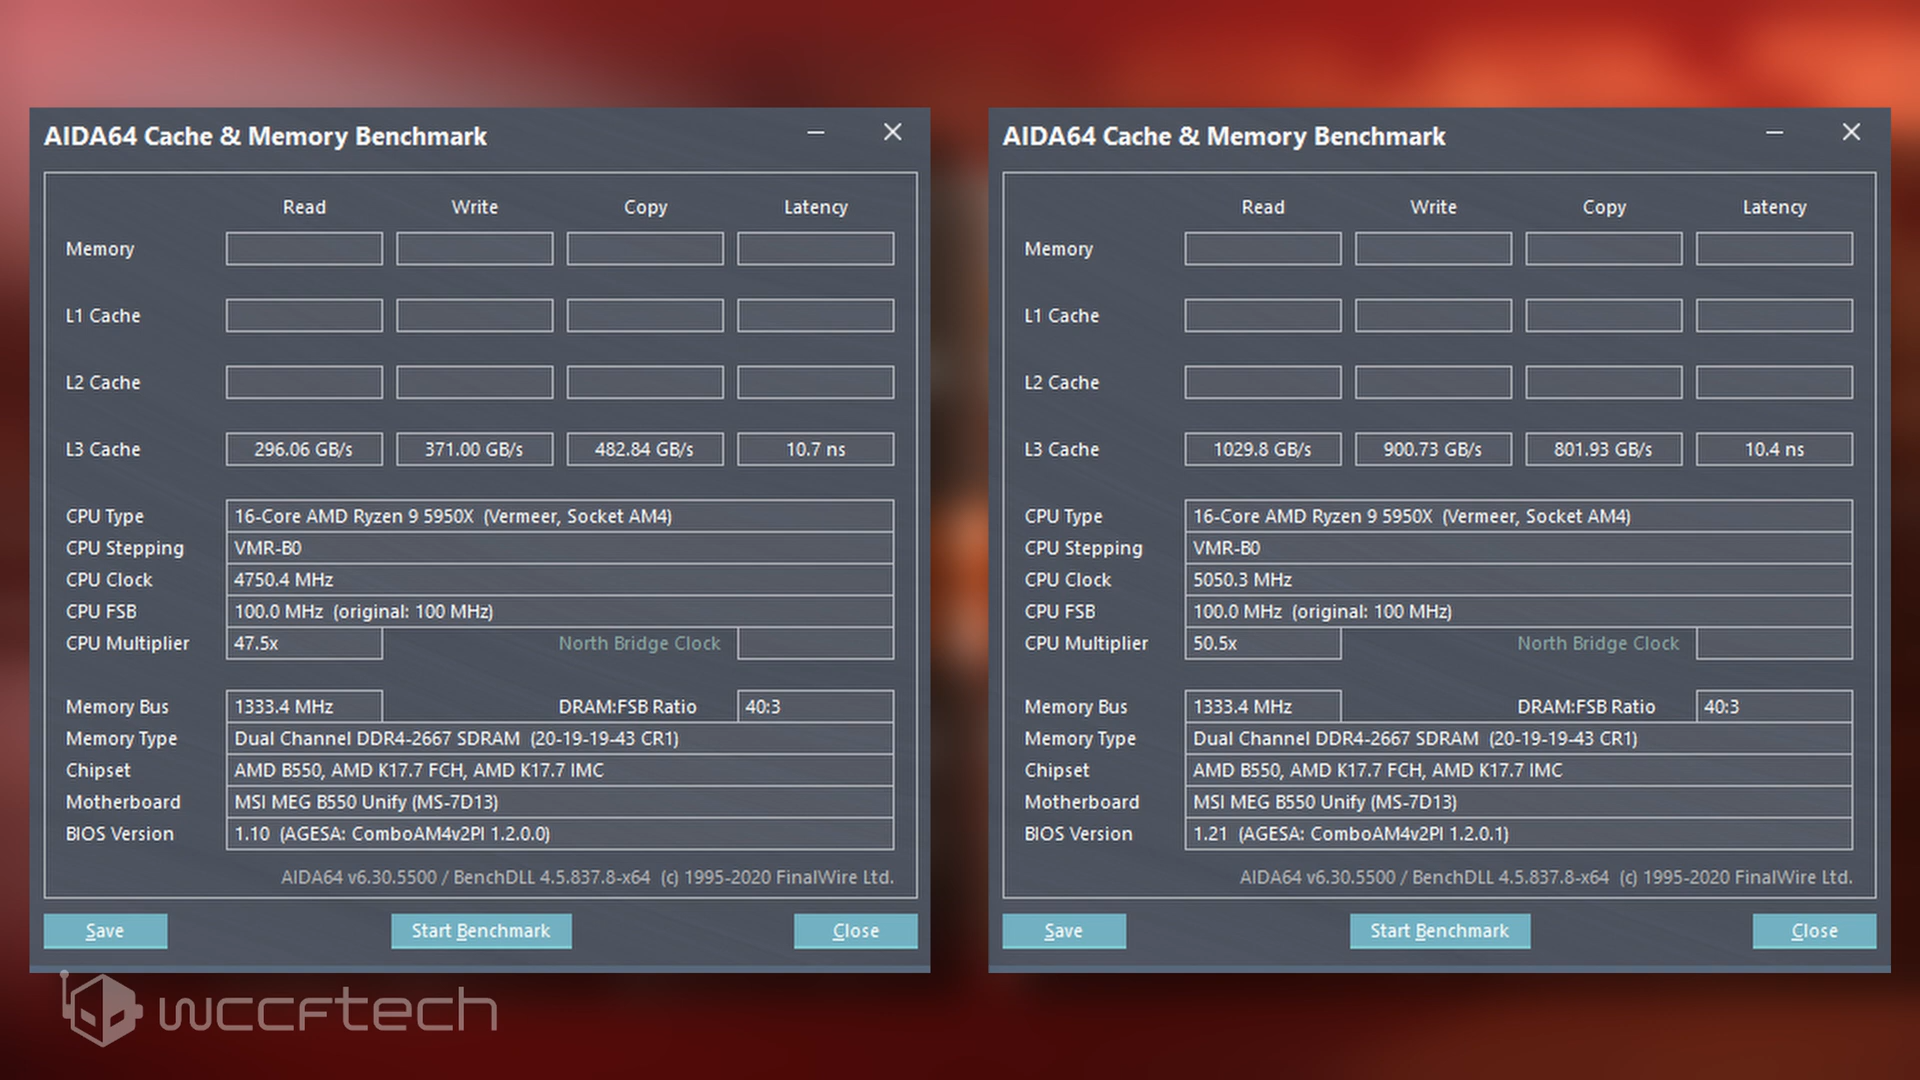 AIDA64 Cache & Memory Benchmark
Read Write Copy Latency
Memory
L1 Cache
L2 Cache
L3 Cache 296.06 GB/s 371.00 GB/s 482.84 GB/s 10.7 ns
CPU Type 16-Core AMD Ryzen 9 5950X (Vermeer, Socket AM4)
CPU Stepping VMR-B0
CPU Clock 4750.4 MHz
CPU FSB 100.0 MHz (original: 100 MHz)
CPU Multiplier 47.5x North Bridge Clock
Memory Bus 1333.4 MHz DRAM:FSB Ratio 40:3
Memory Type Dual Channel DDR4-2667 SDRAM (20-19-19-43 CR1)
Chipset AMD B550, AMD K17.7 FCH, AMD K17.7 IMC
Motherboard MSI MEG B550 Unify (MS-7D13)
BIOS Version 1.10 (AGESA: ComboAM4v2PI 1.2.0.0)
AIDA64 v6.30.5500 / BenchDLL 4.5.837.8-x64 (c) 1995-2020 FinalWire Ltd.
Save Start Benchmark Close
AIDA64 Cache & Memory Benchmark
Read Write Copy Latency
Memory
L1 Cache
L2 Cache
L3 Cache 1029.8 GB/s 900.73 GB/s 801.93 GB/s 10.4 ns
CPU Type 16-Core AMD Ryzen 9 5950X (Vermeer, Socket AM4)
CPU Stepping VMR-B0
CPU Clock 5050.3 MHz
CPU FSB 100.0 MHz (original: 100 MHz)
CPU Multiplier 50.5x North Bridge Clock
Memory Bus 1333.4 MHz DRAM:FSB Ratio 40:3
Memory Type Dual Channel DDR4-2667 SDRAM (20-19-19-43 CR1)
Chipset AMD B550, AMD K17.7 FCH, AMD K17.7 IMC
Motherboard MSI MEG B550 Unify (MS-7D13)
BIOS Version 1.21 (AGESA: ComboAM4v2PI 1.2.0.1)
AIDA64 v6.30.5500 / BenchDLL 4.5.837.8-x64 (c) 1995-2020 FinalWire Ltd.
Save Start Benchmark Close
wccftech